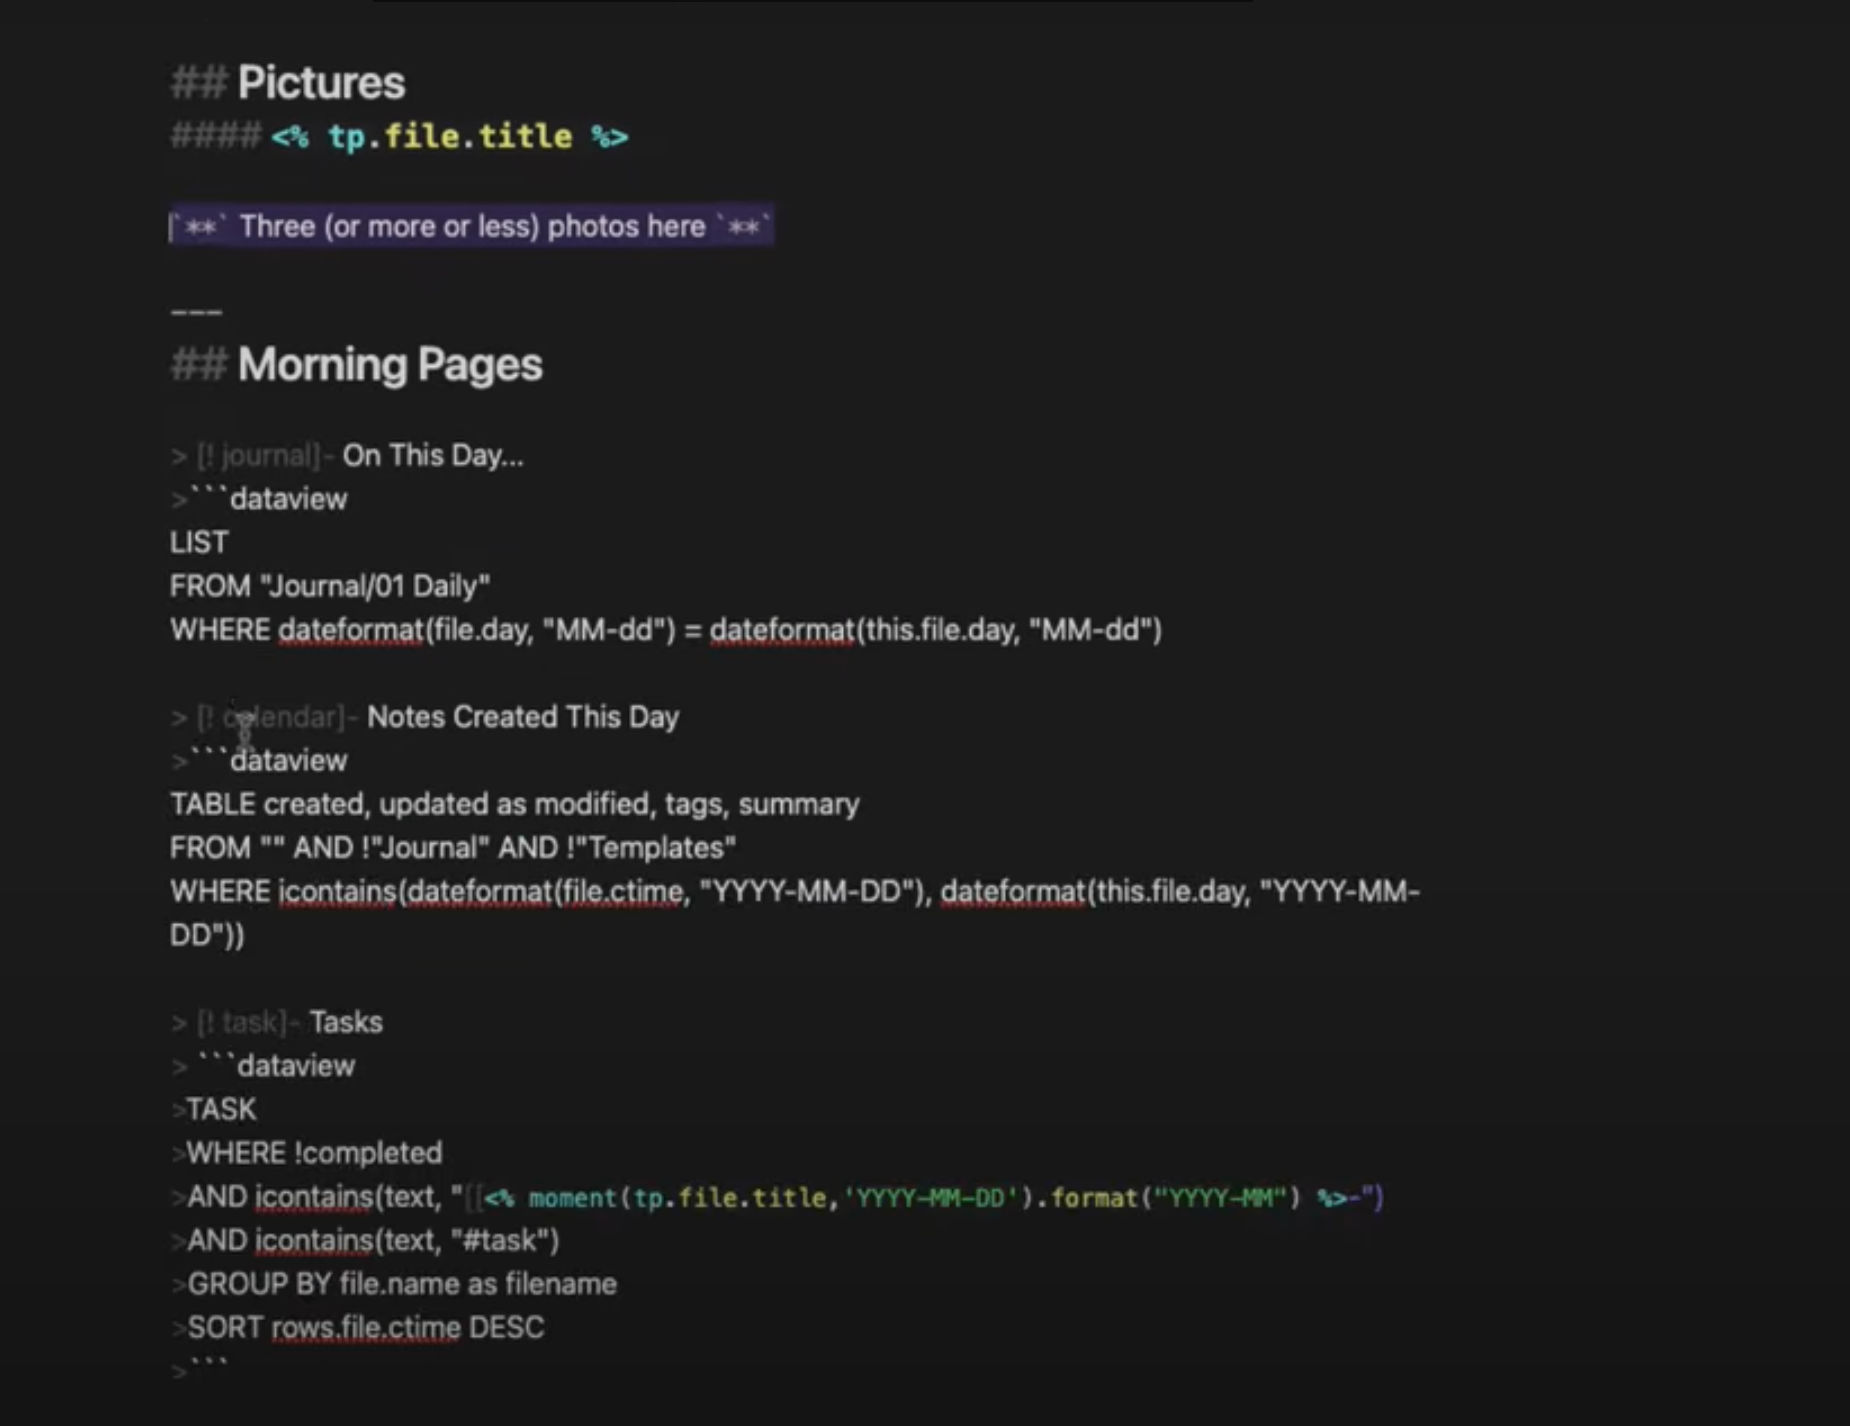 ## Pictures
#### <% tp.file.title %>
`**` Three (or more or less) photos here `**`
---
## Morning Pages
> [! journal]- On This Day...
>```dataview
LIST
FROM "Journal/01 Daily"
WHERE dateformat(file.day, "MM-dd") = dateformat(this.file.day, "MM-dd")
> [! calendar]- Notes Created This Day
>```dataview
TABLE created, updated as modified, tags, summary
FROM "" AND !"Journal" AND !"Templates"
WHERE icontains(dateformat(file.ctime, "YYYY-MM-DD"), dateformat(this.file.day, "YYYY-MM-
DD"))
> [! task]- Tasks
> ```dataview
>TASK
>WHERE !completed
>AND icontains(text, "[[<% moment(tp.file.title,'YYYY-MM-DD').format("YYYY-MM") %>-")
>AND icontains(text, "#task")
>GROUP BY file.name as filename
>SORT rows.file.ctime DESC
>```